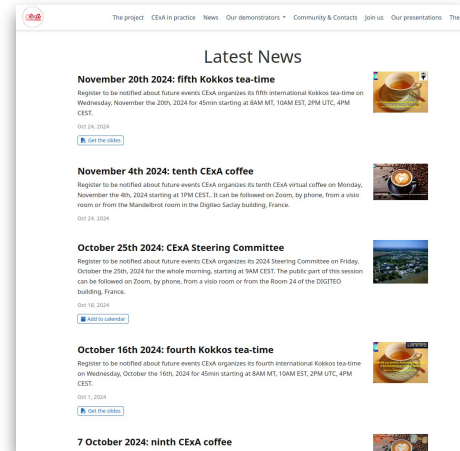 CExA
The project CExA in practice News Our demonstrators Community & Contacts Join us Our presentations The
Latest News
November 20th 2024: fifth Kokkos tea-time
Register to be notified about future events CExA organizes its fifth international Kokkos tea-time on
Wednesday, November the 20th, 2024 for 45min starting at 8AM MT, 10AM EST, 2PM UTC, 4PM
CEST.
Oct 24, 2024
Get the slides
November 4th 2024: tenth CExA coffee
Register to be notified about future events CExA organizes its tenth CExA virtual coffee on Monday,
November the 4th, 2024 starting at 1PM CEST.. It can be followed on Zoom, by phone, from a visio
room or from the Mandelbrot room in the Digiteo Saclay building, France.
Oct 24, 2024
October 25th 2024: CExA Steering Committee
Register to be notified about future events CExA organizes its 2024 Steering Committee on Friday,
October the 25th, 2024 for the whole morning, starting at 9AM CEST. The public part of this session
can be followed on Zoom, by phone, from a visio room or from the Room 24 of the DIGITEO
building, France.
Oct 18, 2024
Add to calendar
October 16th 2024: fourth Kokkos tea-time
Register to be notified about future events CExA organizes its fourth international Kokkos tea-time
on Wednesday, October the 16th, 2024 for 45min starting at 8AM MT, 10AM EST, 2PM UTC, 4PM
CEST.
Oct 1, 2024
Get the slides
7 October 2024: ninth CExA coffee